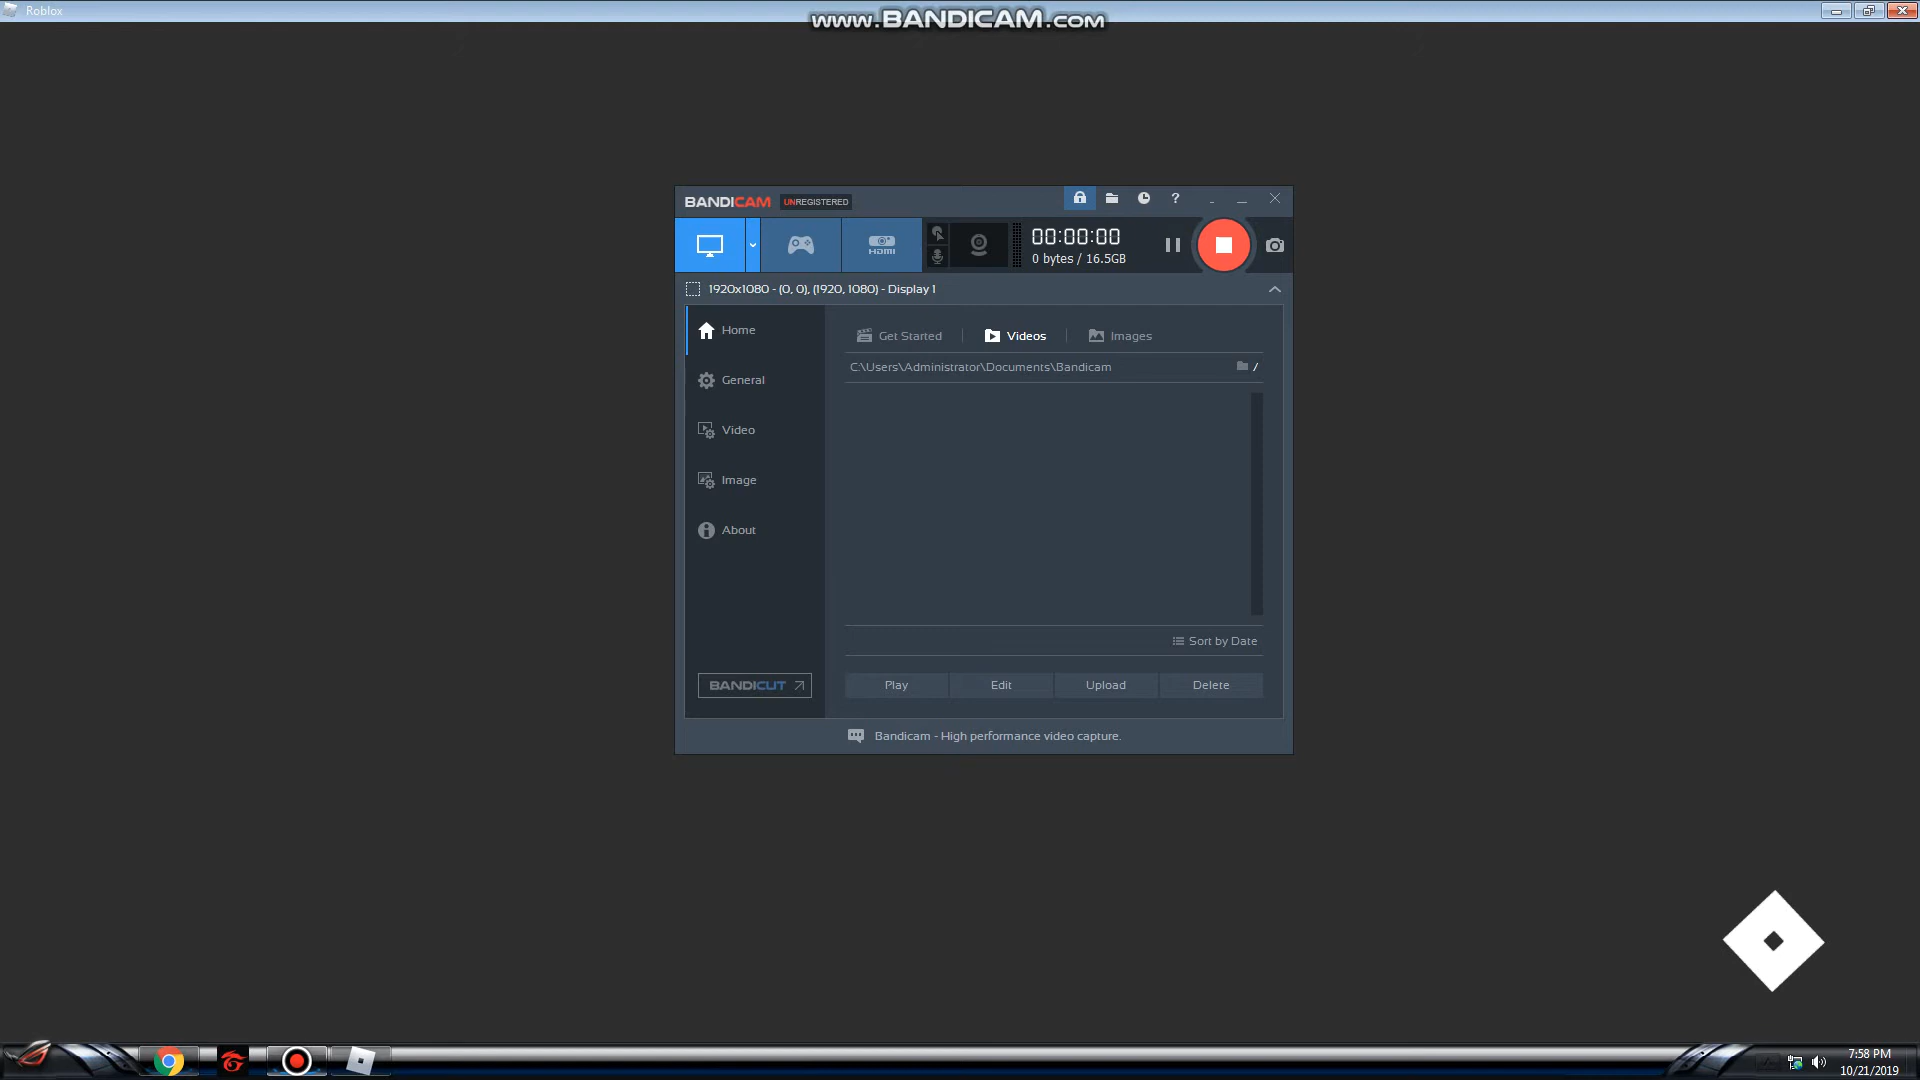 Roblox
www.BANDICAM.com
BANDICAM UNREGISTERED
?
HDMI
00:00:00
0 bytes / 16.5GB
1920x1080 - (0, 0), (1920, 1080) - Display 1
Home
General
Video
Image
About
Get Started
Videos
Images
C:\Users\Administrator\Documents\Bandicam
/
Sort by Date
BANDICUT
Play
Edit
Upload
Delete
Bandicam - High performance video capture.
7:58 PM
10/21/2019